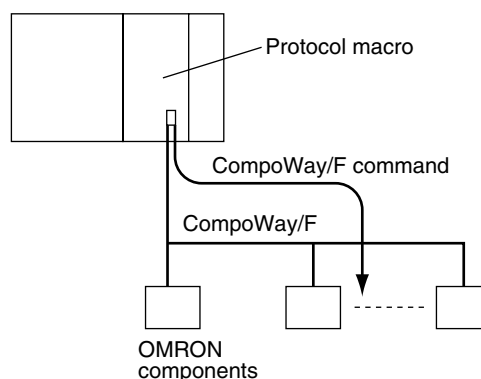 Protocol macro
CompoWay/F command
CompoWay/F
OMRON
components